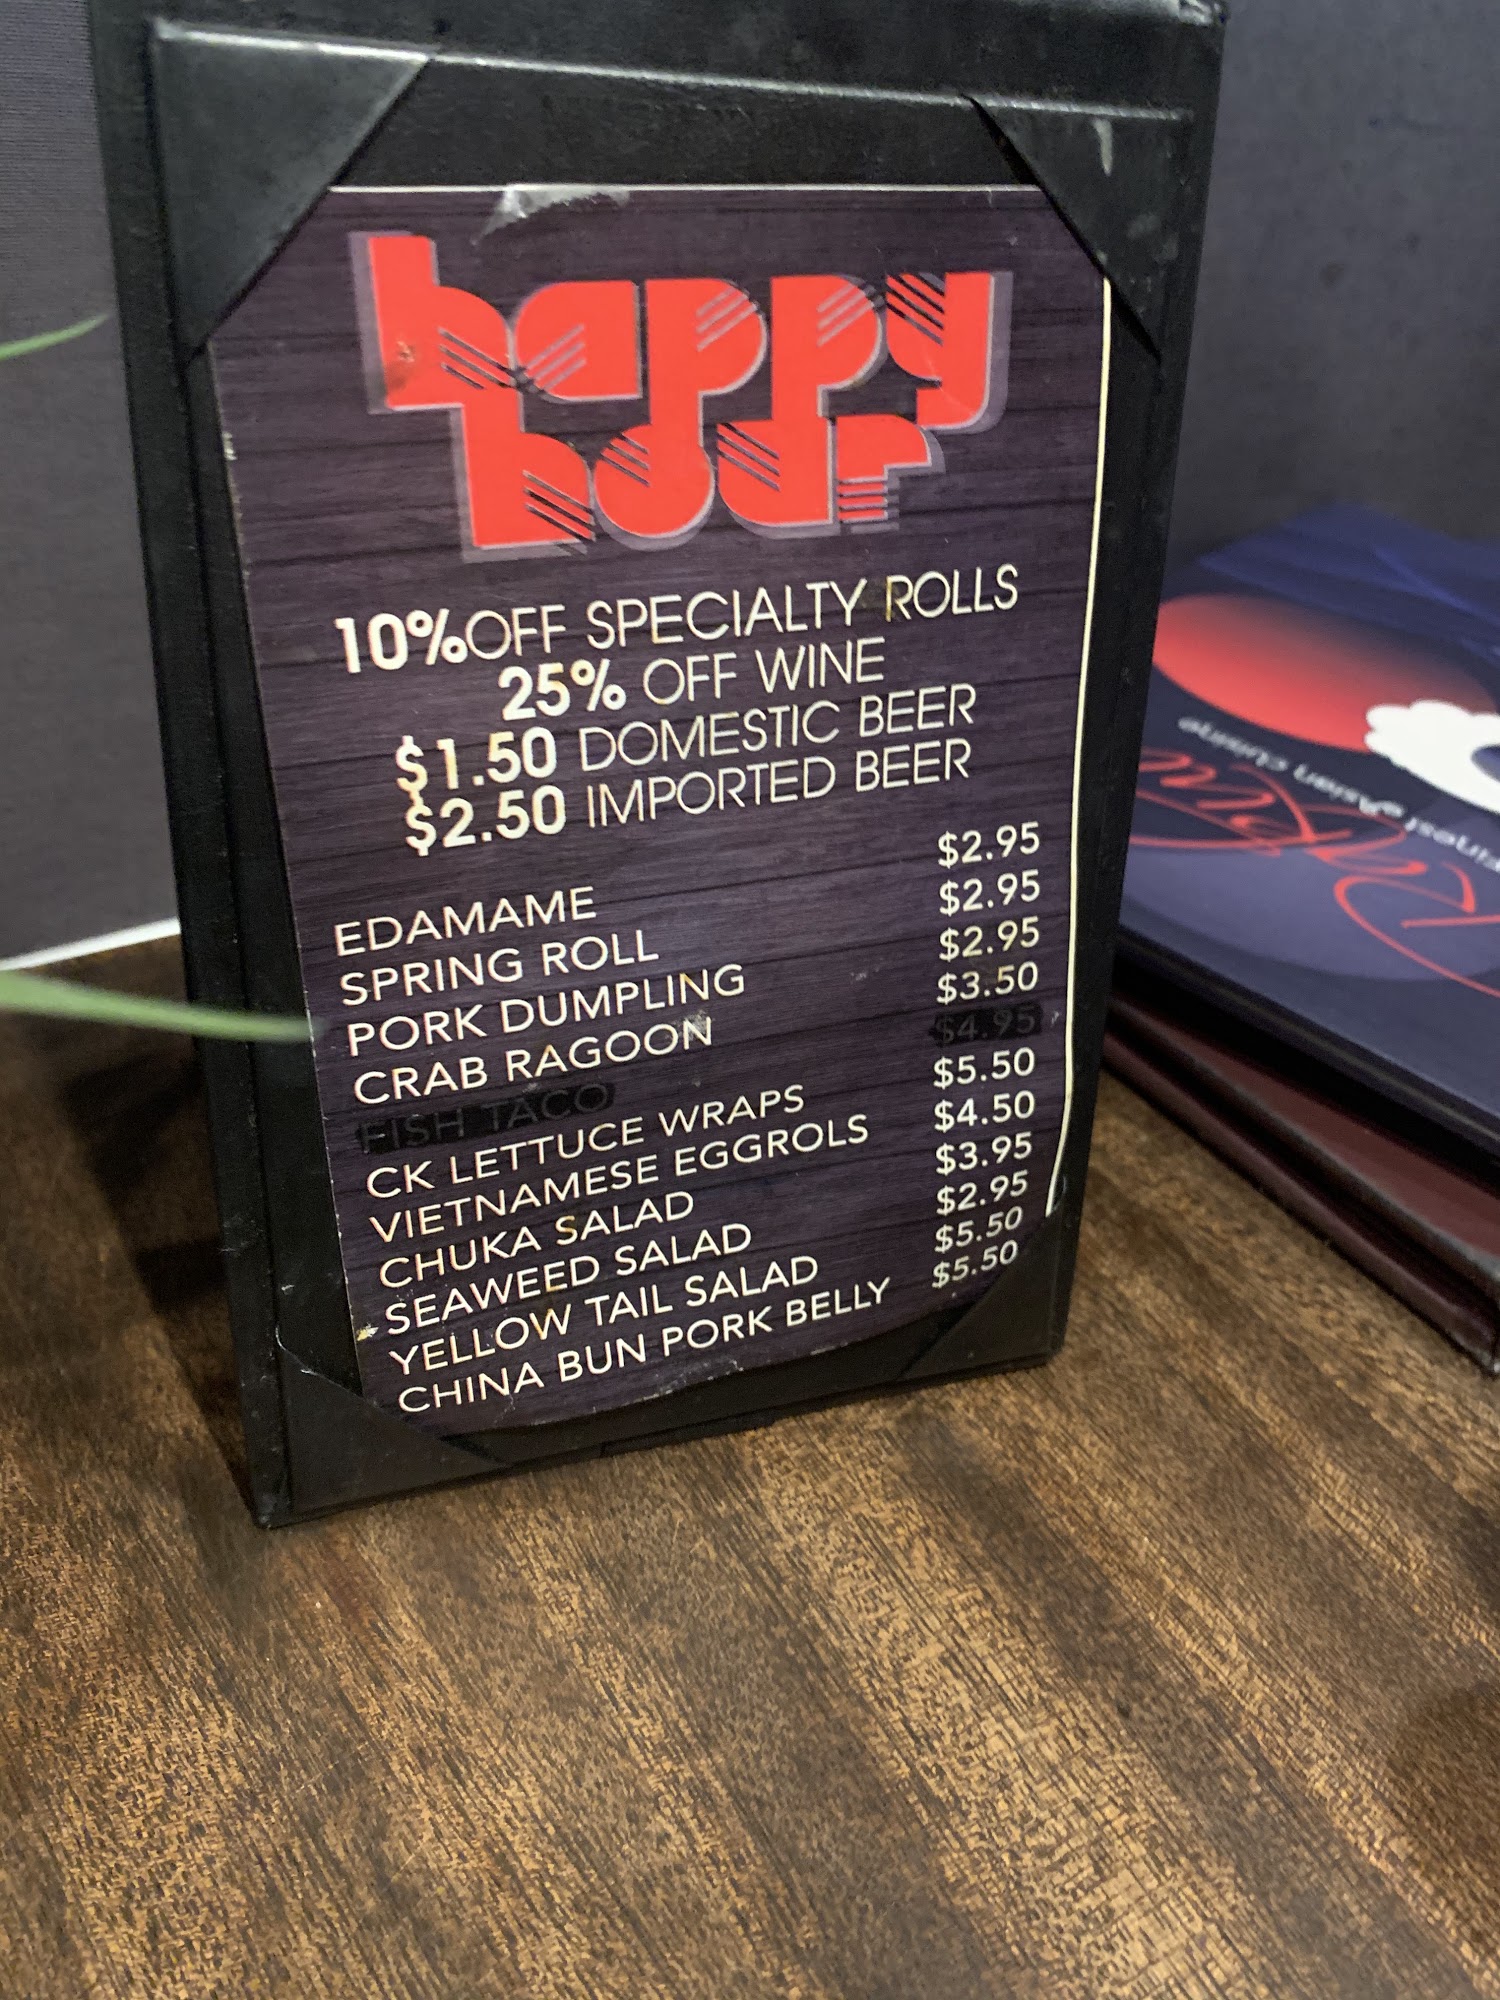 happy
hour
10%OFF SPECIALTY ROLLS
25% OFF WINE
$1.50 DOMESTIC BEER
$2.50 IMPORTED BEER
EDAMAME $2.95
SPRING ROLL $2.95
PORK DUMPLING $2.95
CRAB RAGOON $3.50
FISH TACO $4.95
CK LETTUCE WRAPS $5.50
VIETNAMESE EGGROLS $4.50
CHUKA SALAD $3.95
SEAWEED SALAD $2.95
YELLOW TAIL SALAD $5.50
CHINA BUN PORK BELLY $5.50
Finest Asian cuisine